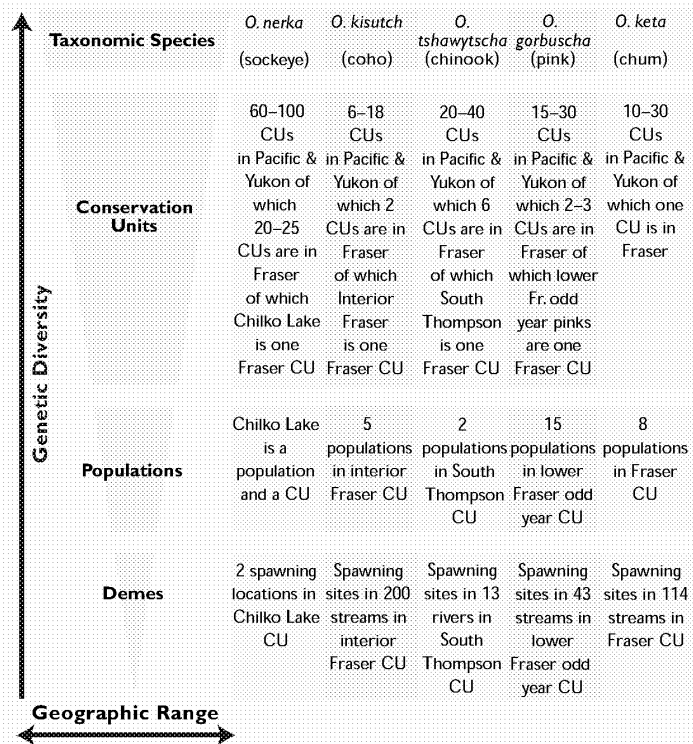 Taxonomic Species
O. nerka
(sockeye)
O. kisutch
(coho)
O.
tshawytscha
(chinook)
O.
gorbuscha
(pink)
O. keta
(chum)
Conservation
Units
60–100
CUs
in Pacific &
Yukon of
which
20–25
CUs are in
Fraser
of which
Chilko Lake
is one
Fraser CU
6–18
CUs
in Pacific &
Yukon of
which 2
CUs are in
Fraser
of which
Interior
Fraser
is one
Fraser CU
20–40
CUs
in Pacific &
Yukon of
which 6
CUs are in
Fraser
of which
South
Thompson
is one
Fraser CU
15–30
CUs
in Pacific &
Yukon of
which 2–3
CUs are in
Fraser of
which lower
Fr. odd
year pinks
are one
Fraser CU
10–30
CUs
in Pacific &
Yukon of
which one
CU is in
Fraser
Populations
Chilko Lake
is a
population
and a CU
5
populations
in interior
Fraser CU
2
populations
in South
Thompson
CU
15
populations
in lower
Fraser odd
year CU
8
populations
in Fraser
CU
Demes
2 spawning
locations in
Chilko Lake
CU
Spawning
sites in 200
streams in
interior
Fraser CU
Spawning
sites in 13
rivers in
South
Thompson
CU
Spawning
sites in 43
streams in
lower
Fraser odd
year CU
Spawning
sites in 114
streams in
Fraser CU
Genetic Diversity
Geographic Range